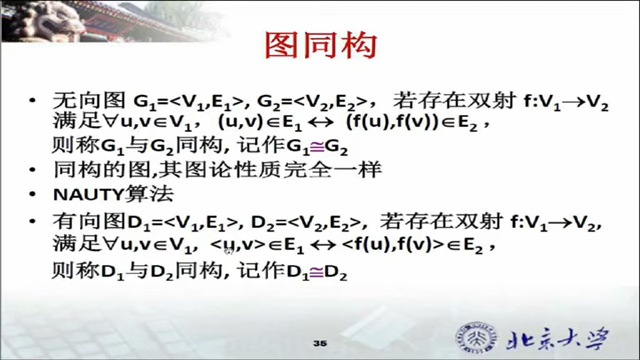 图同构
• 无向图 G₁=<V₁,E₁>, G₂=<V₂,E₂>，若存在双射 f:V₁→V₂
满足∀u,v∈V₁，(u,v)∈E₁↔ (f(u),f(v))∈E₂，
则称G₁与G₂同构, 记作G₁≅G₂
• 同构的图,其图论性质完全一样
• NAUTY算法
• 有向图D₁=<V₁,E₁>, D₂=<V₂,E₂>, 若存在双射 f:V₁→V₂,
满足∀u,v∈V₁, <u,v>∈E₁↔<f(u),f(v)>∈E₂，
则称D₁与D₂同构, 记作D₁≅D₂
35
北京大学